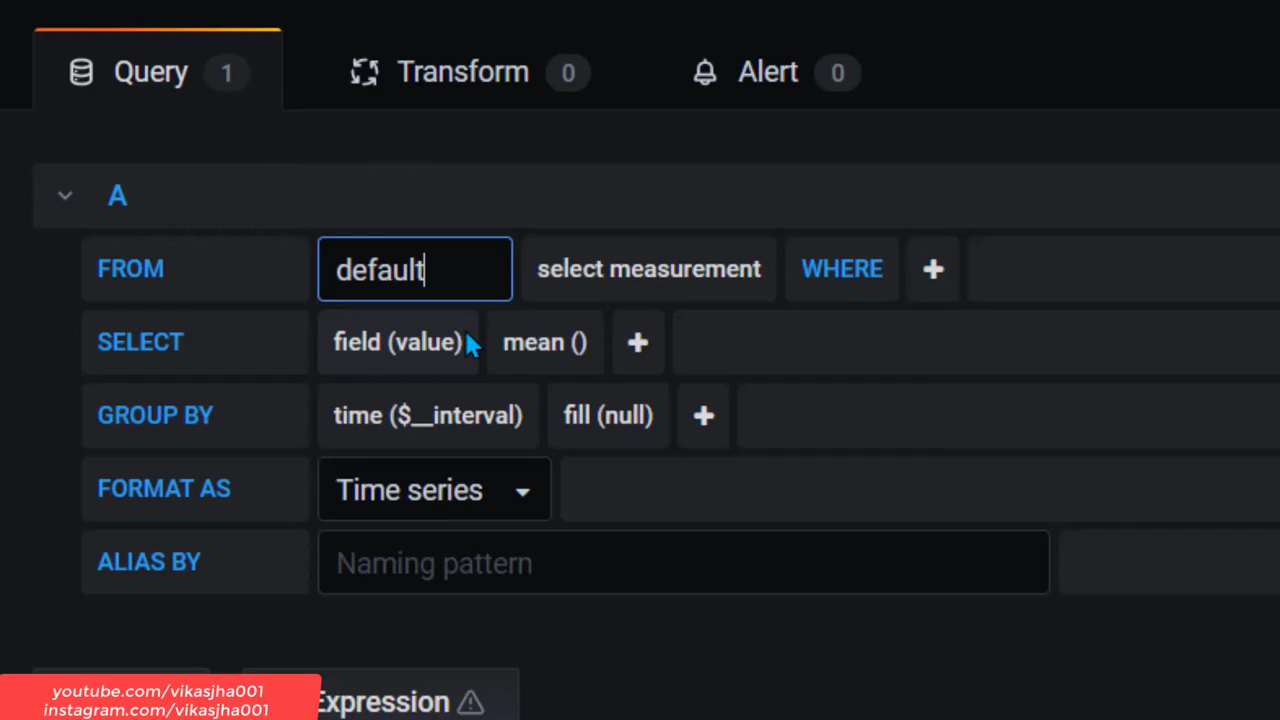 Query 1 Transform 0 Alert 0
A
FROM default select measurement WHERE +
SELECT field (value) mean () +
GROUP BY time ($__interval) fill (null) +
FORMAT AS Time series
ALIAS BY Naming pattern
Expression
youtube.com/vikasjha001
instagram.com/vikasjha001